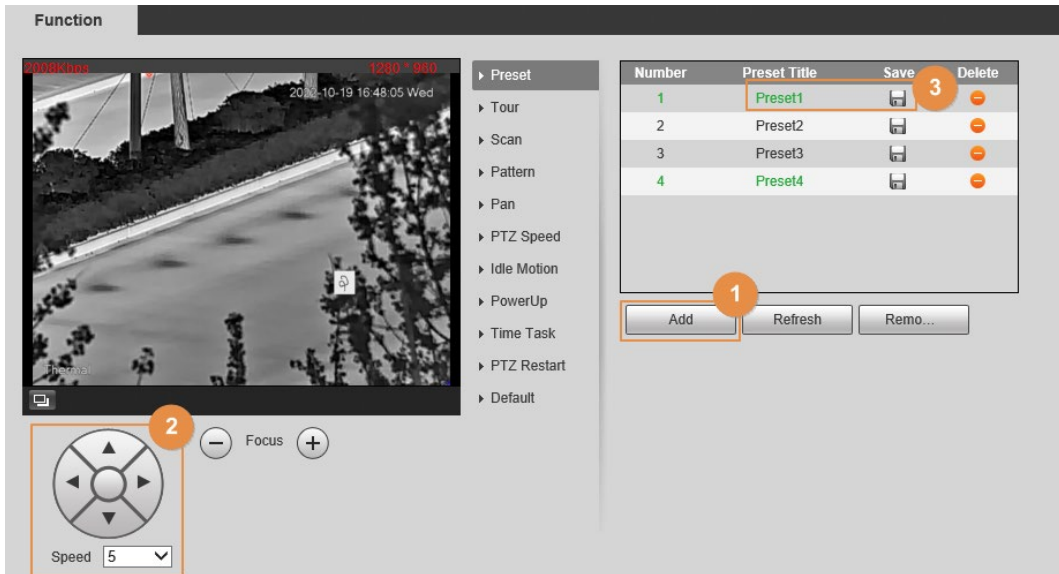 Function
2008Kbps
1280 * 960
2022-10-19 16:48:05 Wed
Thermal
Preset
Tour
Scan
Pattern
Pan
PTZ Speed
Idle Motion
PowerUp
Time Task
PTZ Restart
Default
Number Preset Title Save Delete
1 Preset1
2 Preset2
3 Preset3
4 Preset4
3
1
Add Refresh Remo...
2
Focus
Speed 5